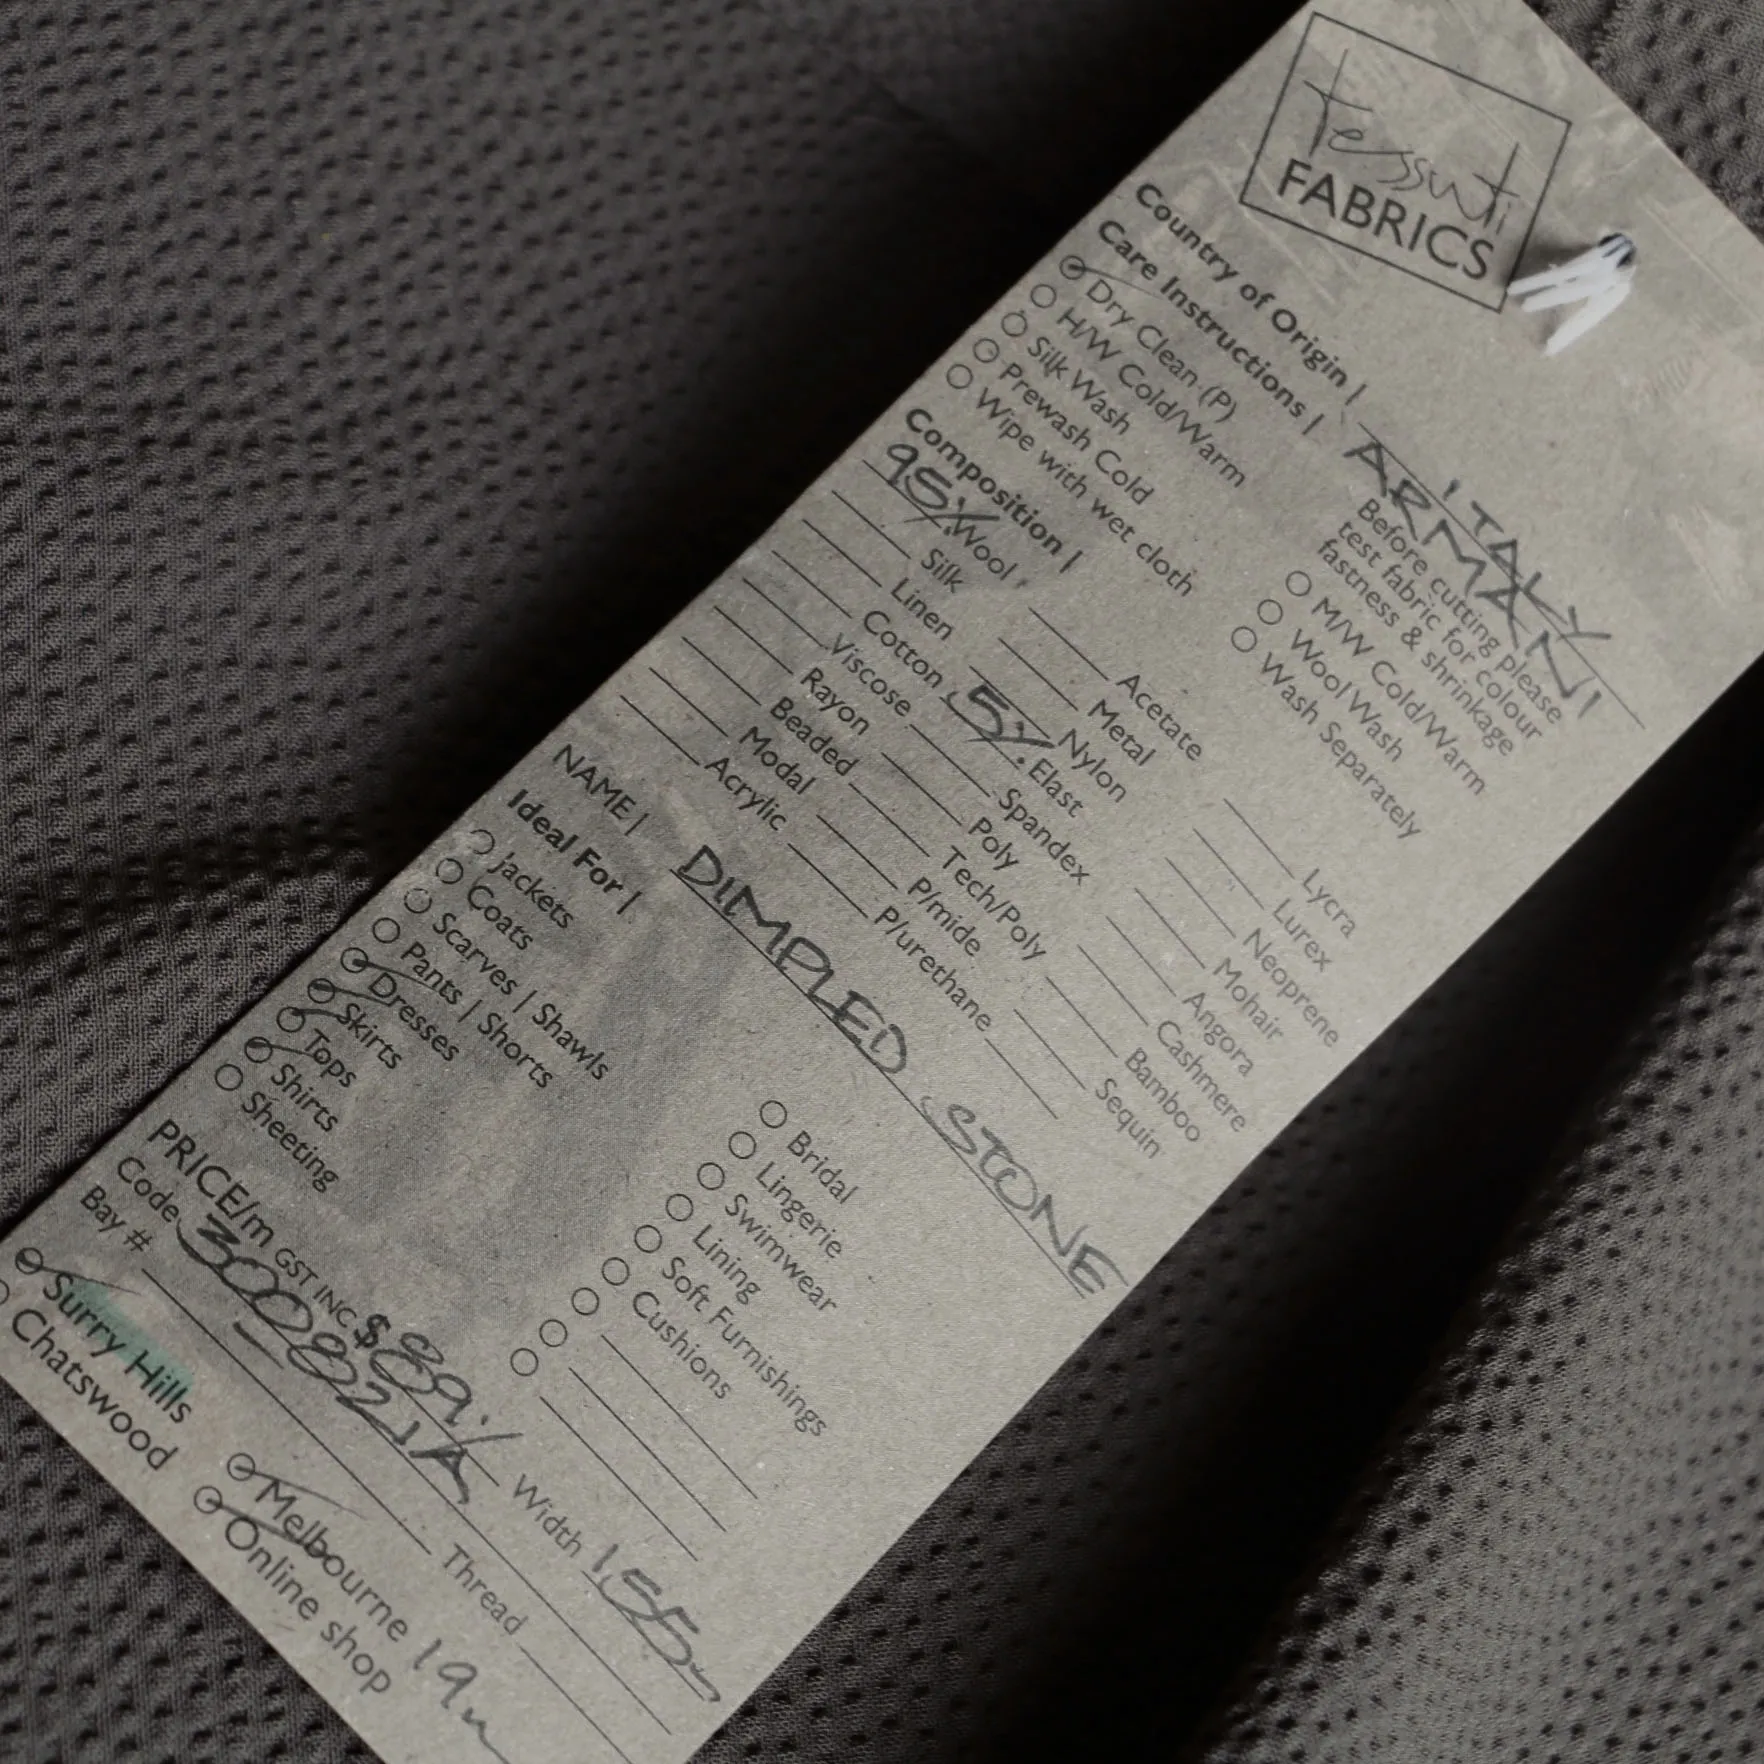 tessuti
FABRICS
Country of Origin | ITALY
ARMANI
Care Instructions |
Dry Clean (P)
H/W Cold/Warm
Silk Wash
Prewash Cold
Wipe with wet cloth
Before cutting please
test fabric for colour
fastness & shrinkage
M/W Cold/Warm
Wool Wash
Wash Separately
Composition |
95% Wool
Silk
Linen
Cotton
Viscose
Rayon
Beaded
Modal
Acrylic
Acetate
Metal
Nylon
5% Elast
Spandex
Poly
Tech/Poly
P/mide
P/urethane
Lycra
Lurex
Neoprene
Mohair
Angora
Cashmere
Bamboo
Sequin
NAME | DIMPLED STONE
Ideal For |
Jackets
Coats
Scarves | Shawls
Pants | Shorts
Dresses
Skirts
Tops
Shirts
Sheeting
Bridal
Lingerie
Swimwear
Lining
Soft Furnishings
Cushions
PRICE/m GST INC $89.- Width 155
Code 300821A
Bay # Thread
Surry Hills
Chatswood
Melbourne 19m
Online shop